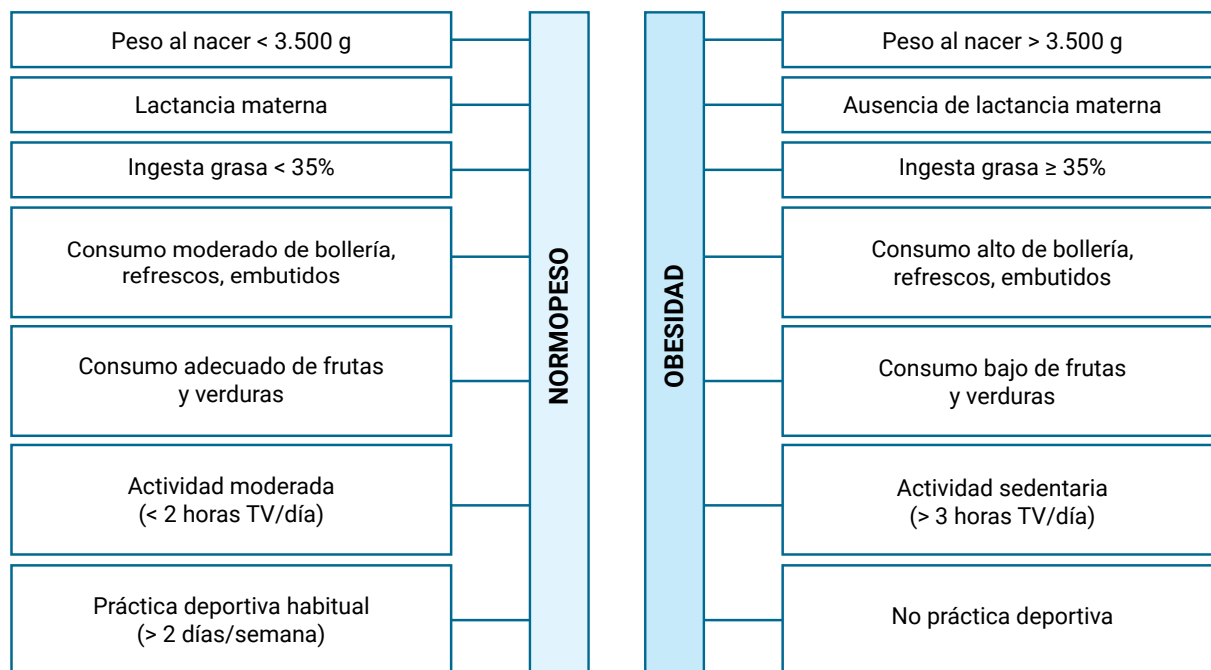 Peso al nacer < 3.500 g
Lactancia materna
Ingesta grasa < 35%
Consumo moderado de bollería,
refrescos, embutidos
Consumo adecuado de frutas
y verduras
Actividad moderada
(< 2 horas TV/día)
Práctica deportiva habitual
(> 2 días/semana)
NORMOPESO
OBESIDAD
Peso al nacer > 3.500 g
Ausencia de lactancia materna
Ingesta grasa ≥ 35%
Consumo alto de bollería,
refrescos, embutidos
Consumo bajo de frutas
y verduras
Actividad sedentaria
(> 3 horas TV/día)
No práctica deportiva